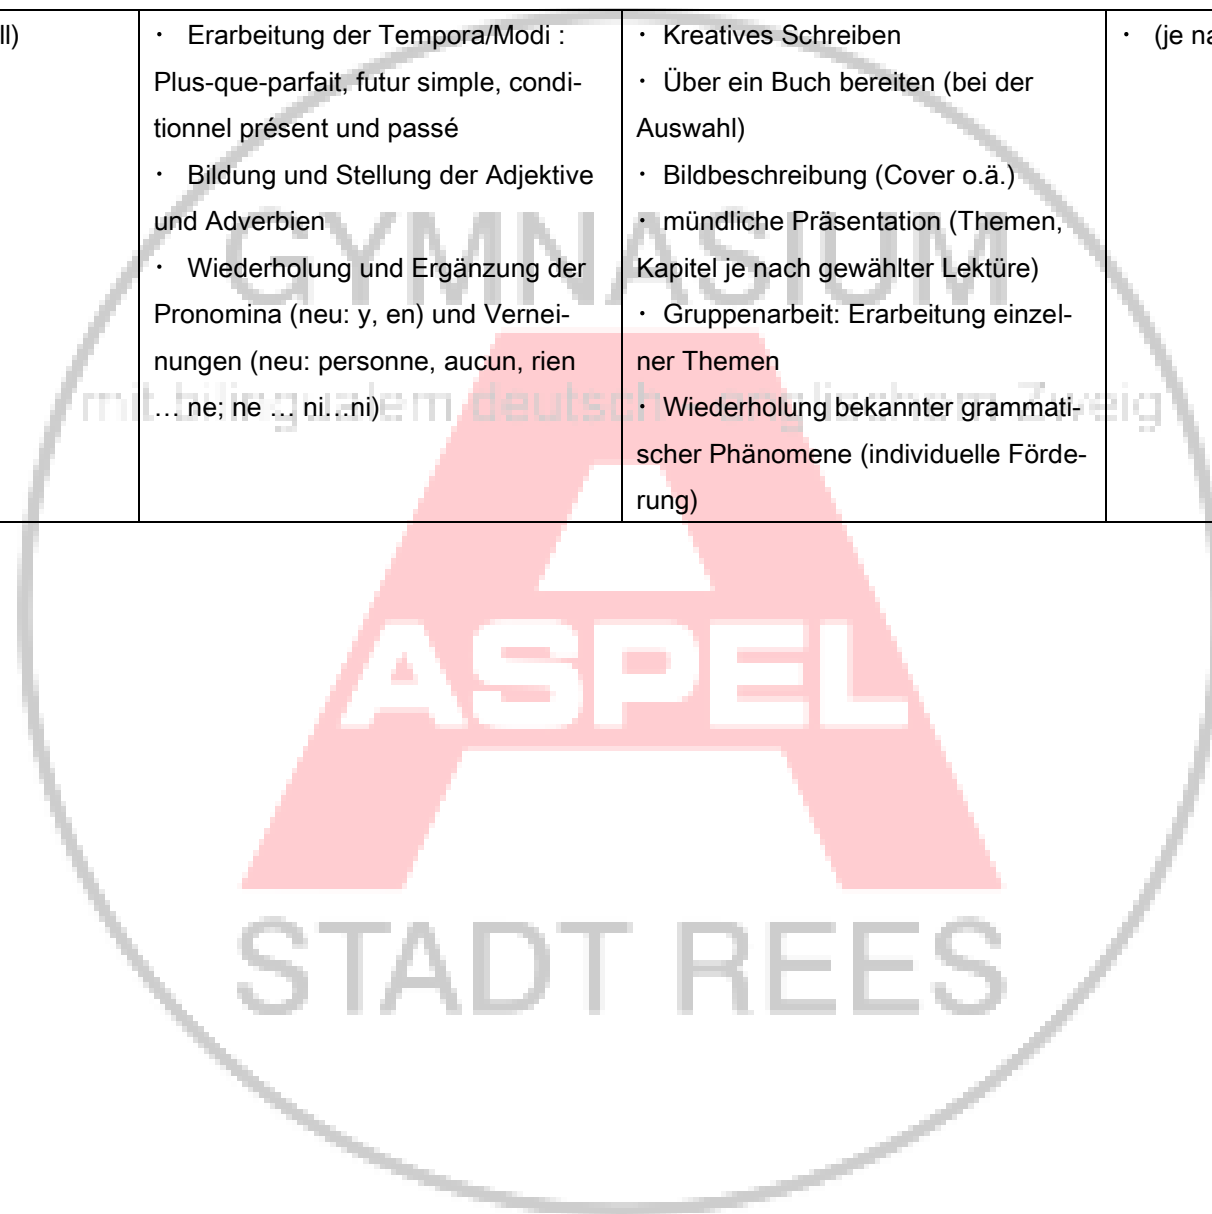 ll)
· Erarbeitung der Tempora/Modi :
Plus-que-parfait, futur simple, condi-
tionnel présent und passé
· Bildung und Stellung der Adjektive
und Adverbien
· Wiederholung und Ergänzung der
Pronomina (neu: y, en) und Vernei-
nungen (neu: personne, aucun, rien
… ne; ne … ni…ni)
· Kreatives Schreiben
· Über ein Buch bereiten (bei der
Auswahl)
· Bildbeschreibung (Cover o.ä.)
· mündliche Präsentation (Themen,
Kapitel je nach gewählter Lektüre)
· Gruppenarbeit: Erarbeitung einzel-
ner Themen
· Wiederholung bekannter grammati-
scher Phänomene (individuelle Förde-
rung)
· (je na
GYMNASIUM
mit bilingualem deutsch-englischem Zweig
ASPEL
STADT REES